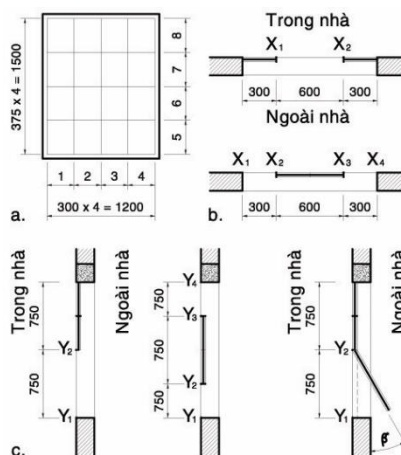 375 x 4 = 1500
8
7
6
5
1 2 3 4
300 x 4 = 1200
a.
Trong nhà
X1 X2
300 600 300
Ngoài nhà
X1 X2 X3 X4
300 600 300
b.
Trong nhà
750
Y2
750
Y1
Ngoài nhà
Y4
750
Y3
Y2
750
Y1
Trong nhà
750
Y2
750
Y1
Ngoài nhà
β
c.